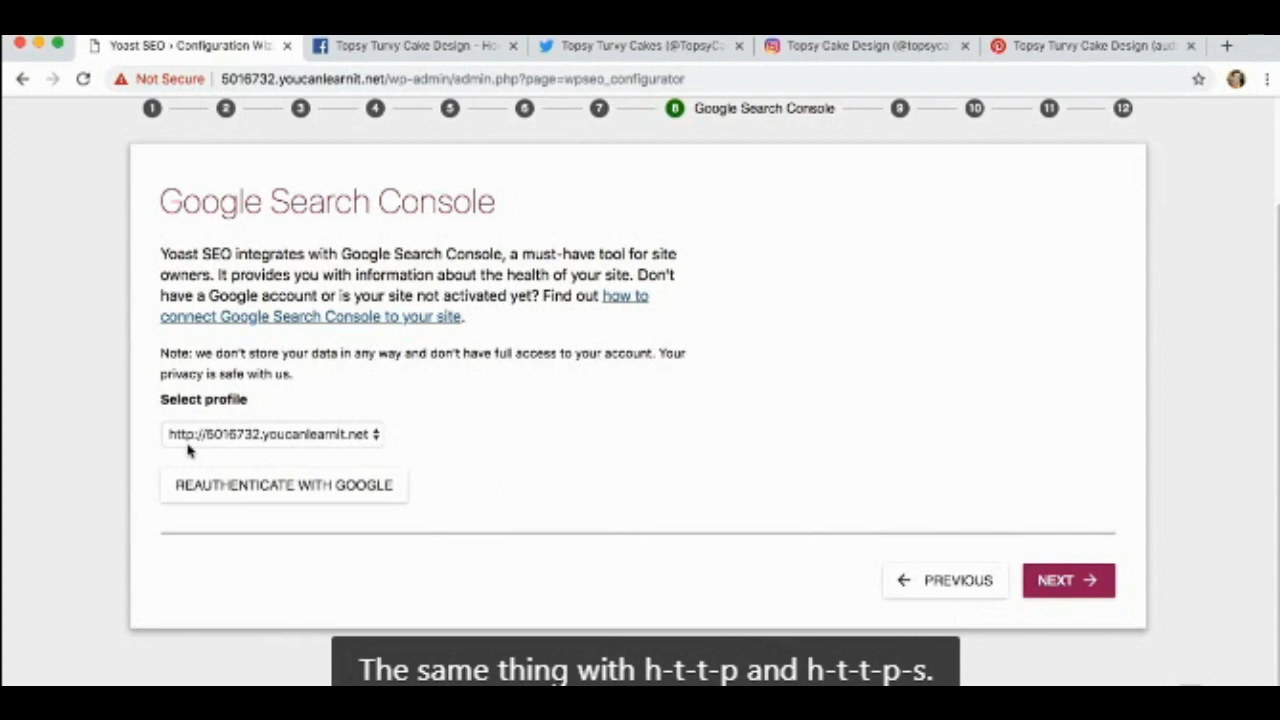 Yoast SEO › Configuration Wiz
Topsy Turvy Cake Design - Ho
Topsy Turvy Cakes (@TopsyC
Topsy Cake Design (@topsyca
Topsy Turvy Cake Design (aud
Not Secure | 5016732.youcanlearnit.net/wp-admin/admin.php?page=wpseo_configurator
1 2 3 4 5 6 7 8 Google Search Console 9 10 11 12
Google Search Console
Yoast SEO integrates with Google Search Console, a must-have tool for site
owners. It provides you with information about the health of your site. Don't
have a Google account or is your site not activated yet? Find out how to
connect Google Search Console to your site.
Note: we don't store your data in any way and don't have full access to your account. Your
privacy is safe with us.
Select profile
http://5016732.youcanlearnit.net
REAUTHENTICATE WITH GOOGLE
← PREVIOUS
NEXT →
The same thing with h-t-t-p and h-t-t-p-s.